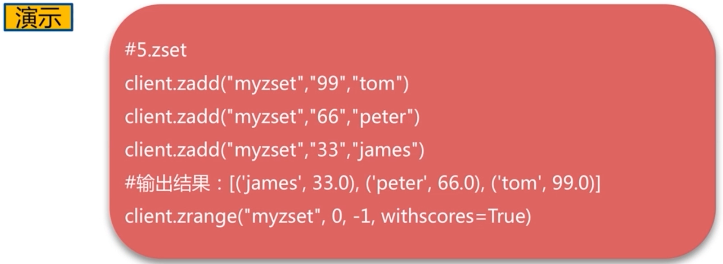 演示
#5.zset
client.zadd("myzset","99","tom")
client.zadd("myzset","66","peter")
client.zadd("myzset","33","james")
#输出结果：[('james', 33.0), ('peter', 66.0), ('tom', 99.0)]
client.zrange("myzset", 0, -1, withscores=True)